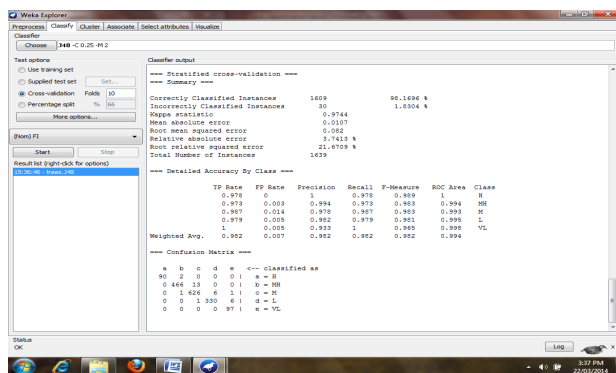 Weka Explorer
Preprocess Classify Cluster Associate Select attributes Visualize
Classifier
Choose J48 -C 0.25 -M 2
Test options
Use training set
Supplied test set Set...
Cross-validation Folds 10
Percentage split % 66
More options...
(Nom) FI
Start Stop
Result list (right-click for options)
15:36:46 - trees.J48
Classifier output
=== Stratified cross-validation ===
=== Summary ===
Correctly Classified Instances 1609 98.1696 %
Incorrectly Classified Instances 30 1.8304 %
Kappa statistic 0.9744
Mean absolute error 0.0107
Root mean squared error 0.082
Relative absolute error 3.7413 %
Root relative squared error 21.6709 %
Total Number of Instances 1639
=== Detailed Accuracy By Class ===
TP Rate FP Rate Precision Recall F-Measure ROC Area Class
0.978 0 1 0.978 0.989 1 H
0.973 0.003 0.994 0.973 0.983 0.994 MH
0.987 0.014 0.978 0.987 0.983 0.993 M
0.979 0.005 0.982 0.979 0.981 0.995 L
1 0.005 0.933 1 0.965 0.998 VL
Weighted Avg. 0.982 0.007 0.982 0.982 0.982 0.994
=== Confusion Matrix ===
a b c d e <-- classified as
90 2 0 0 0 | a = H
0 466 13 0 0 | b = MH
0 1 626 6 1 | c = M
0 0 1 330 6 | d = L
0 0 0 0 97 | e = VL
Status
OK
Log
x 0
3:37 PM
22/03/2014